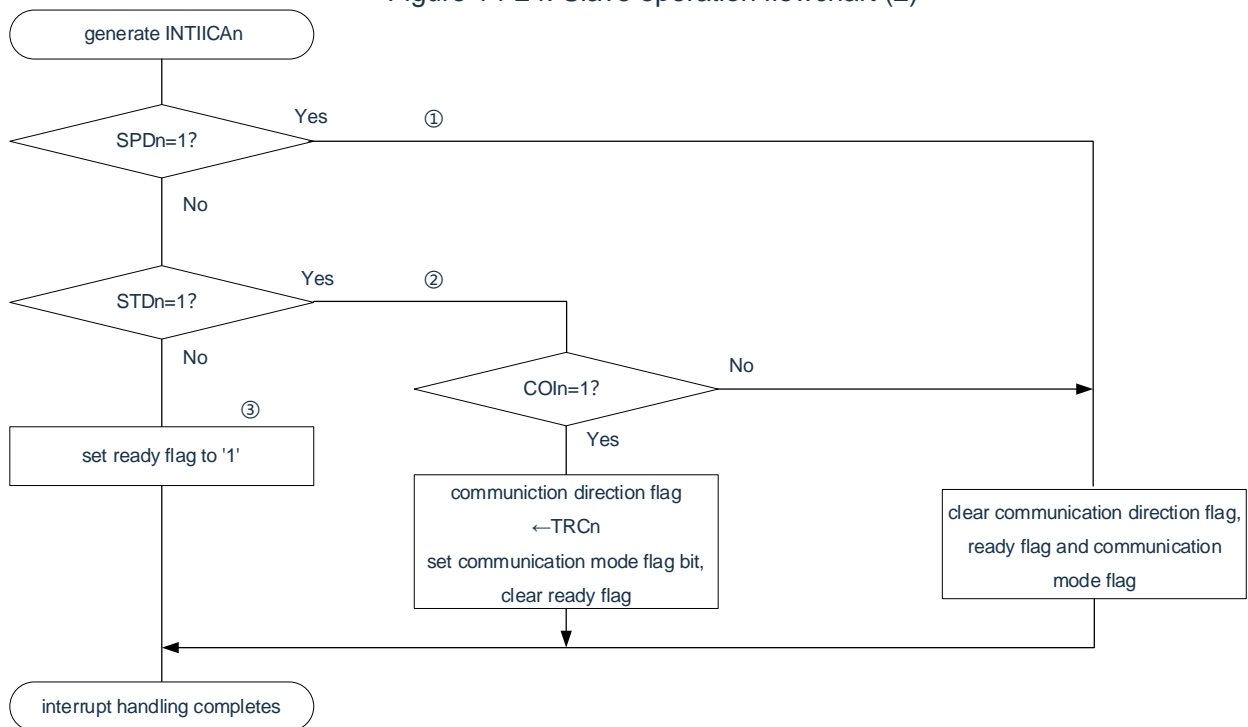 generate INTIICAn
SPDn=1?
Yes
①
No
STDn=1?
Yes
②
No
COIn=1?
No
③
Yes
set ready flag to '1'
communiction direction flag
←TRCn
set communication mode flag bit,
clear ready flag
clear communication direction flag,
ready flag and communication
mode flag
interrupt handling completes